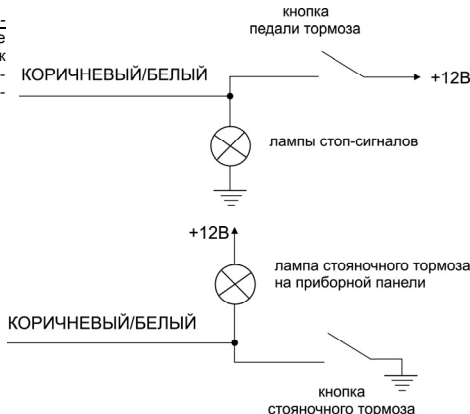 кнопка
педали тормоза
е
к
КОРИЧНЕВЫЙ/БЕЛЫЙ
+12В
лампы стоп-сигналов
+12В
лампа стояночного тормоза
на приборной панели
КОРИЧНЕВЫЙ/БЕЛЫЙ
кнопка
стояночного тормоза